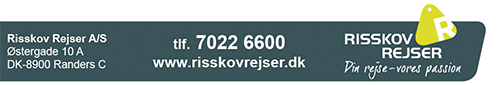 Risskov Rejser A/S
Østergade 10 A
DK-8900 Randers C
tlf. 7022 6600
www.risskovrejser.dk
R
RISSKOV
REJSER
Din rejse-vores passion